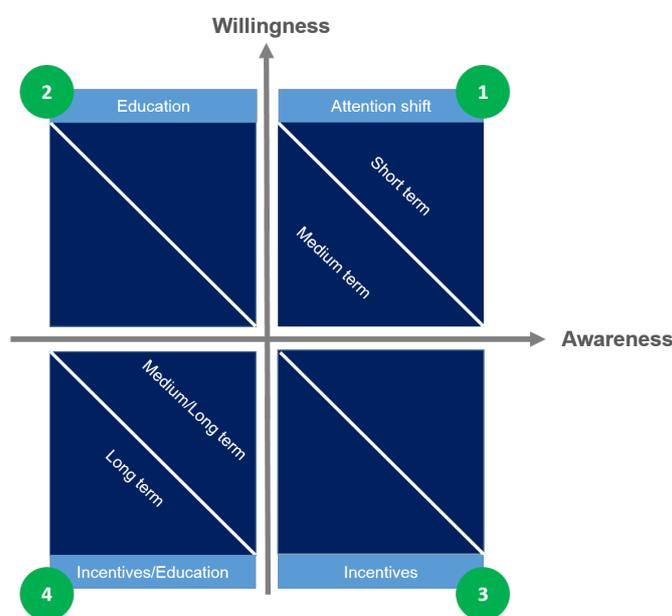 Willingness
2
Education
Attention shift
1
Short term
Medium term
Awareness
Medium/Long term
Long term
4
Incentives/Education
Incentives
3